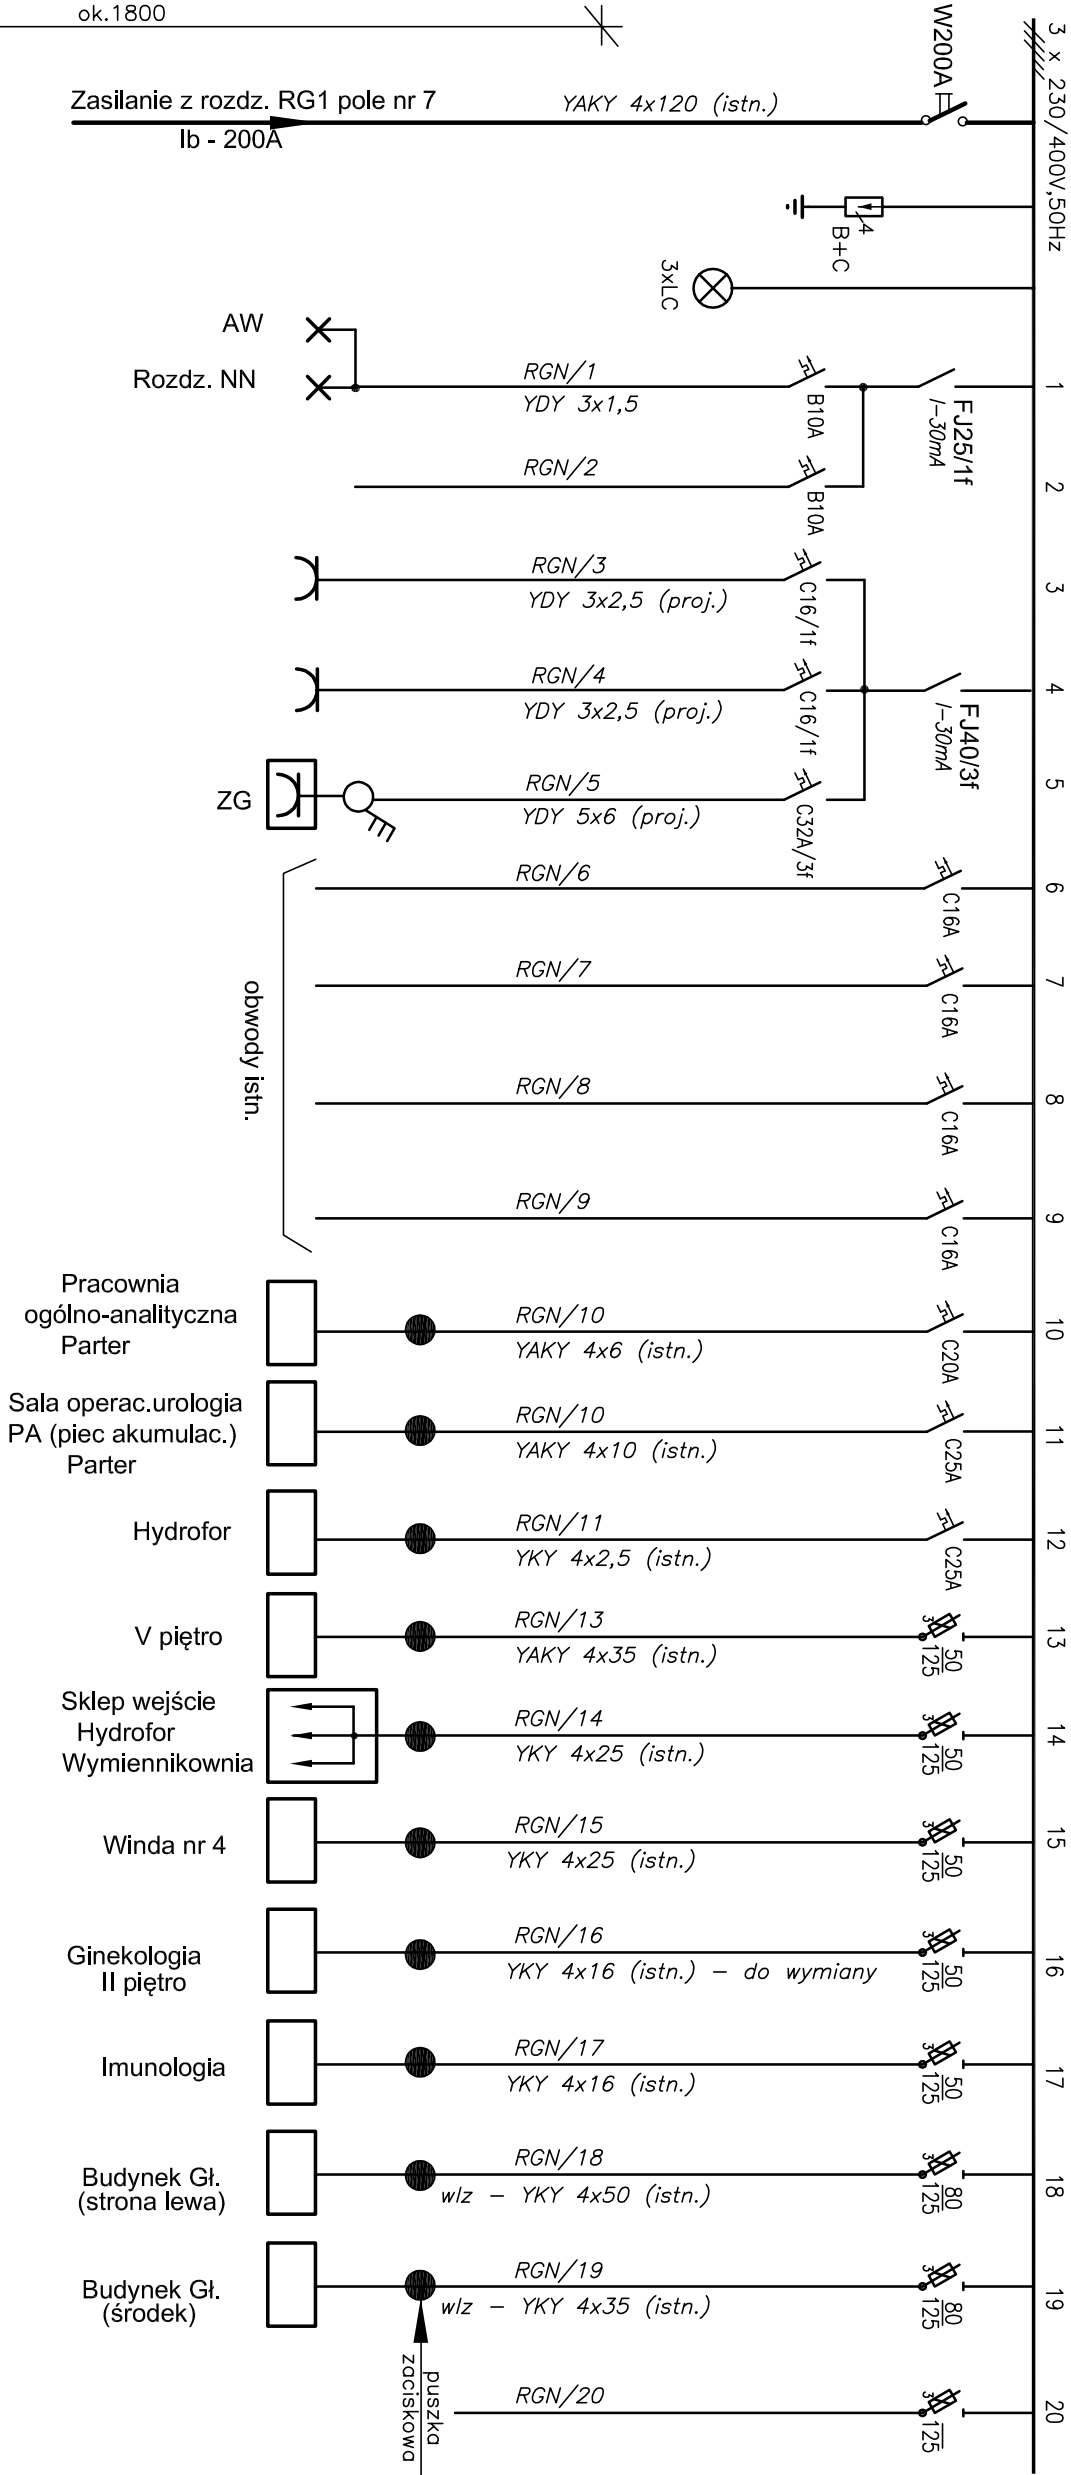 ok.1800
3 x 230/400V,50Hz
W200A
Zasilanie z rozdz. RG1 pole nr 7
YAKY 4x120 (istn.)
Ib - 200A
4
B+C
3xLC
AW
Rozdz. NN
RGN/1
YDY 3x1,5
B10A
FJ25/1f
I-30mA
1
RGN/2
B10A
2
RGN/3
YDY 3x2,5 (proj.)
C16/1f
3
RGN/4
YDY 3x2,5 (proj.)
C16/1f
FJ40/3f
I-30mA
4
ZG
RGN/5
YDY 5x6 (proj.)
C32A/3f
5
obwody istn.
RGN/6
C16A
6
RGN/7
C16A
7
RGN/8
C16A
8
RGN/9
C16A
9
Pracownia
ogólno-analityczna
Parter
RGN/10
YAKY 4x6 (istn.)
C20A
10
Sala operac.urologia
PA (piec akumulac.)
Parter
RGN/10
YAKY 4x10 (istn.)
C25A
11
Hydrofor
RGN/11
YKY 4x2,5 (istn.)
C25A
12
V piętro
RGN/13
YAKY 4x35 (istn.)
3
50
125
13
Sklep wejście
Hydrofor
Wymiennikownia
RGN/14
YKY 4x25 (istn.)
3
50
125
14
Winda nr 4
RGN/15
YKY 4x25 (istn.)
3
50
125
15
Ginekologia
II piętro
RGN/16
YKY 4x16 (istn.) – do wymiany
3
50
125
16
Imunologia
RGN/17
YKY 4x16 (istn.)
3
50
125
17
Budynek Gł.
(strona lewa)
RGN/18
wlz – YKY 4x50 (istn.)
3
80
125
18
Budynek Gł.
(środek)
RGN/19
wlz – YKY 4x35 (istn.)
3
80
125
19
puszka
zaciskowa
RGN/20
3
125
20